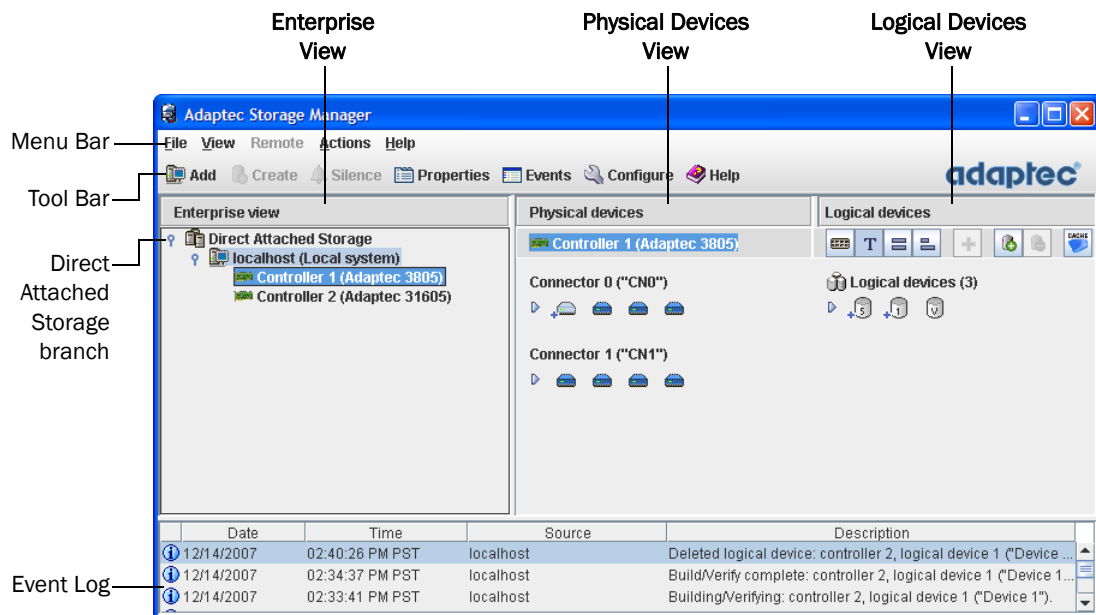 Enterprise
View
Physical Devices
View
Logical Devices
View
Adaptec Storage Manager
Menu Bar
File View Remote Actions Help
Tool Bar
Add Create Silence Properties Events Configure Help
adaptec
Enterprise view
Physical devices
Logical devices
Direct
Attached
Storage
branch
Direct Attached Storage
localhost (Local system)
Controller 1 (Adaptec 3805)
Controller 2 (Adaptec 31605)
Controller 1 (Adaptec 3805)
T
CACHE
Connector 0 ("CN0")
Connector 1 ("CN1")
Logical devices (3)
5 1 V
Event Log
Date Time Source Description
12/14/2007 02:40:26 PM PST localhost Deleted logical device: controller 2, logical device 1 ("Device ...
12/14/2007 02:34:37 PM PST localhost Build/Verify complete: controller 2, logical device 1 ("Device 1...
12/14/2007 02:33:41 PM PST localhost Building/Verifying: controller 2, logical device 1 ("Device 1").